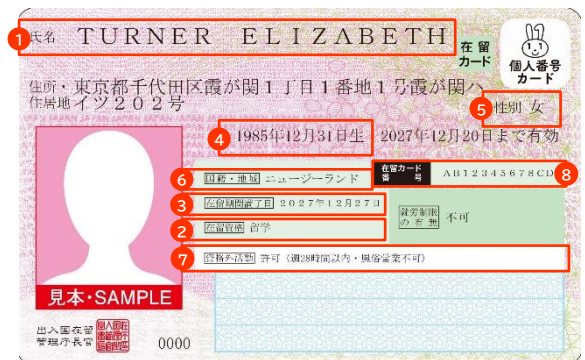 1 氏名 TURNER ELIZABETH
在留
カード
個人番号
カード
住所・東京都千代田区霞が関1丁目1番地1号霞が関ハ
住居地イツ202号
5 性別 女
4 1985年12月31日生 2027年12月20日まで有効
6 国籍・地域 ニュージーランド
在留カード
番号 AB12345678CD 8
3 在留期間満了日 2027年12月27日
2 在留資格 留学
就労制限
の有無 不可
7 資格外活動 許可(週28時間以内・風俗営業不可)
見本・SAMPLE
出入国在留
管理庁長官
0000